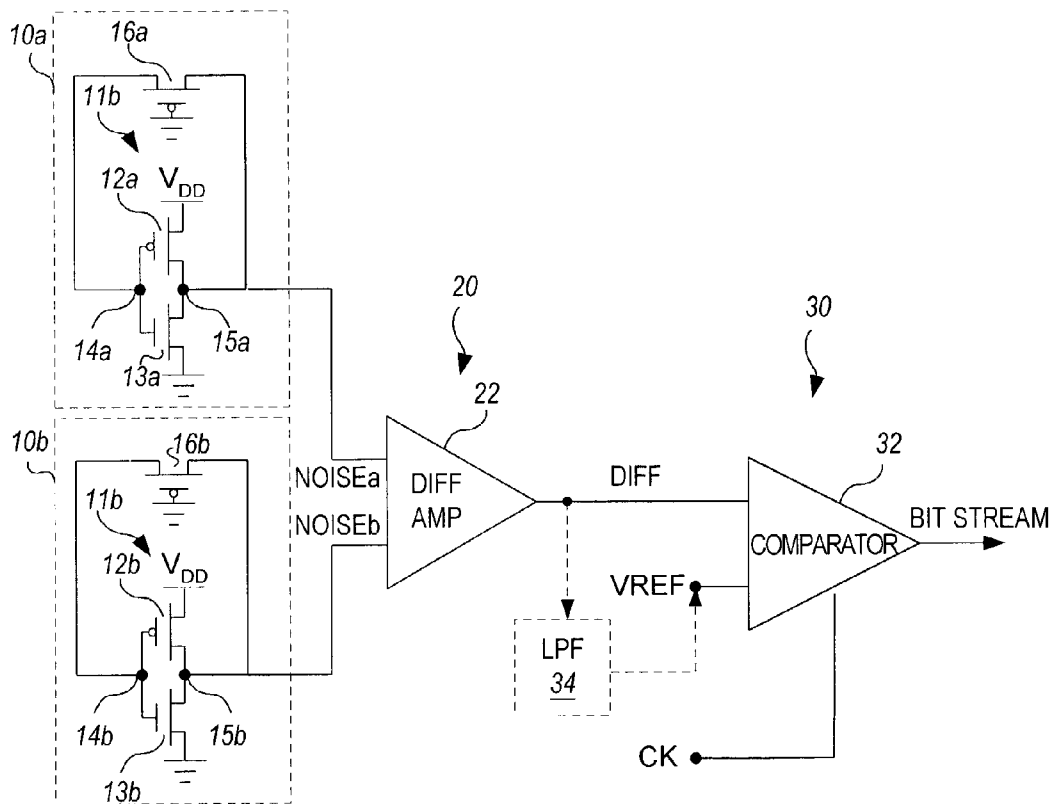 10a
16a
11b
12a
VDD
14a
15a
13a
10b
16b
11b
12b
VDD
14b
15b
13b
NOISEa
NOISEb
20
22
DIFF
AMP
DIFF
VREF
LPF
34
CK
30
32
COMPARATOR
BIT STREAM